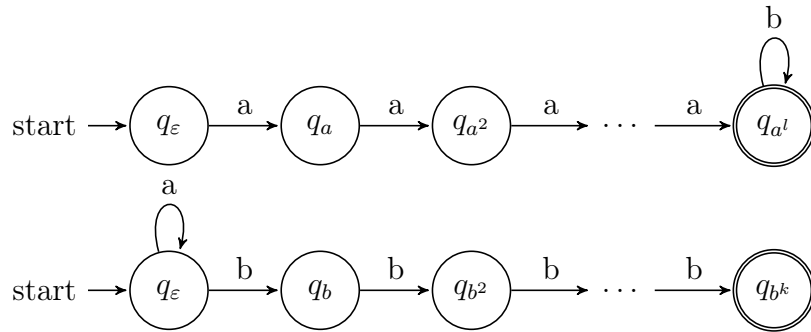 b
start q_ε a q_a a q_{a^2} a ··· a q_{a^l}
a
start q_ε b q_b b q_{b^2} b ··· b q_{b^k}